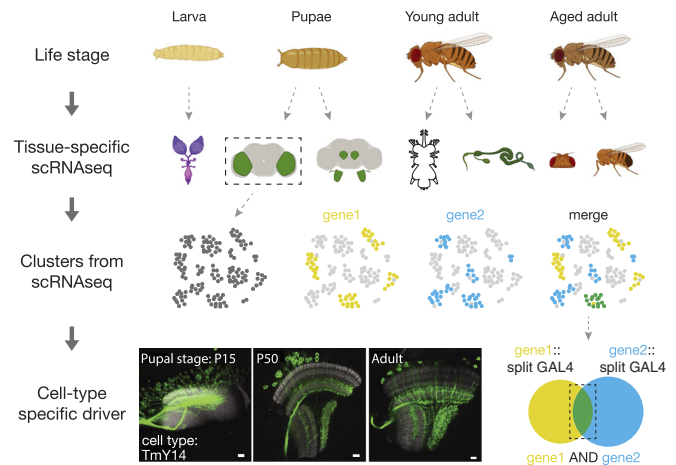 Larva
Pupae
Young adult
Aged adult
Life stage
Tissue-specific
scRNAseq
gene1
gene2
merge
Clusters from
scRNAseq
Pupal stage: P15
P50
Adult
cell type:
TmY14
Cell-type
specific driver
gene1::
split GAL4
gene2::
split GAL4
gene1 AND gene2